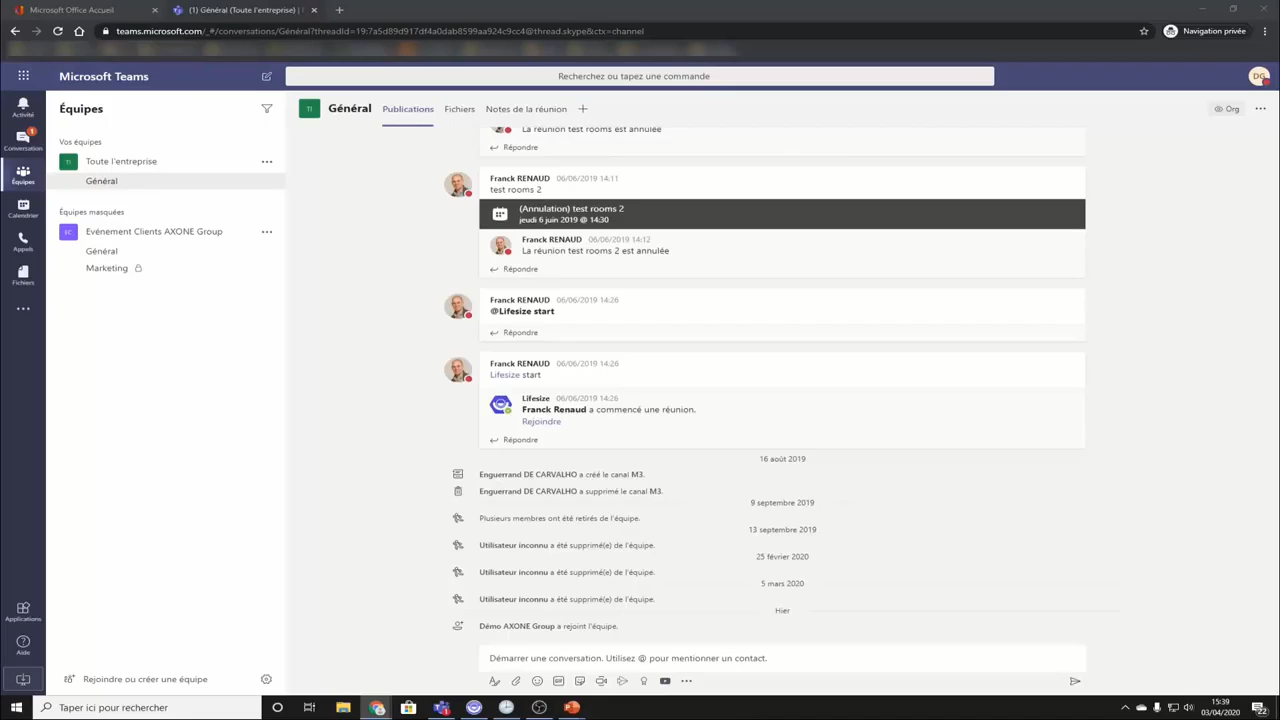 Microsoft Office Accueil
(1) Général (Toute l'entreprise) |
teams.microsoft.com/_#/conversations/Général?threadId=19:7a5d89d917df4a0dab8599aa924c9cc4@thread.skype&ctx=channel
Navigation privée
Microsoft Teams
Recherchez ou tapez une commande
DG
Activité
Conversation
1
Équipes
Calendrier
Appels
Fichiers
Applications
Aide
Équipes
Vos équipes
TI Toute l'entreprise
Général
Équipes masquées
EC Evénement Clients AXONE Group
Général
Marketing
Rejoindre ou créer une équipe
TI Général Publications Fichiers Notes de la réunion
Org
La réunion test rooms est annulée
Répondre
Franck RENAUD 06/06/2019 14:11
test rooms 2
(Annulation) test rooms 2
jeudi 6 juin 2019 @ 14:30
Franck RENAUD 06/06/2019 14:12
La réunion test rooms 2 est annulée
Répondre
Franck RENAUD 06/06/2019 14:26
@Lifesize start
Répondre
Franck RENAUD 06/06/2019 14:26
Lifesize start
Lifesize 06/06/2019 14:26
Franck Renaud a commencé une réunion.
Rejoindre
Répondre
16 août 2019
Enguerrand DE CARVALHO a créé le canal M3.
Enguerrand DE CARVALHO a supprimé le canal M3.
9 septembre 2019
Plusieurs membres ont été retirés de l'équipe.
13 septembre 2019
Utilisateur inconnu a été supprimé(e) de l'équipe.
25 février 2020
Utilisateur inconnu a été supprimé(e) de l'équipe.
5 mars 2020
Utilisateur inconnu a été supprimé(e) de l'équipe.
Hier
Démo AXONE Group a rejoint l'équipe.
Démarrer une conversation. Utilisez @ pour mentionner un contact.
GIF
Taper ici pour rechercher
15:39
03/04/2020
22